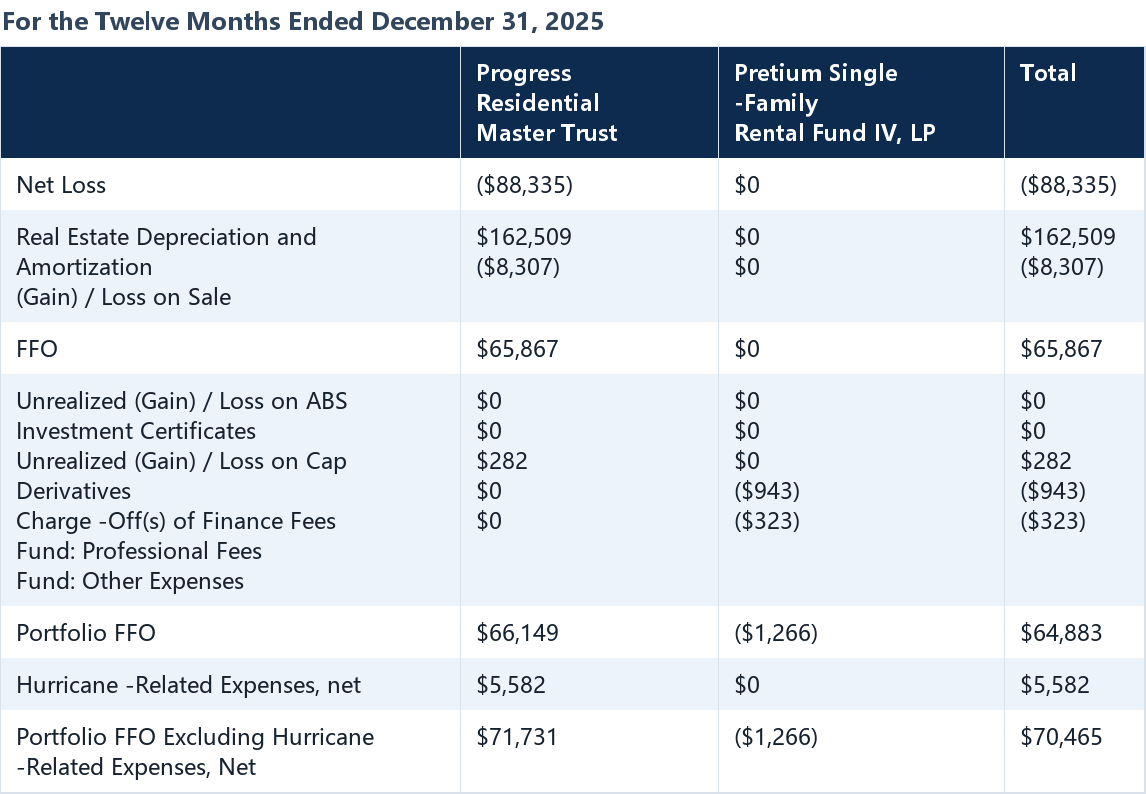 For the Twelve Months Ended December 31, 2025
Progress
Residential
Master Trust
Pretium Single
-Family
Rental Fund IV, LP
Total
Net Loss
($88,335)
$0
($88,335)
Real Estate Depreciation and
Amortization
(Gain) / Loss on Sale
$162,509
($8,307)
$0
$0
$162,509
($8,307)
FFO
$65,867
$0
$65,867
Unrealized (Gain) / Loss on ABS
Investment Certificates
Unrealized (Gain) / Loss on Cap
Derivatives
Charge -Off(s) of Finance Fees
Fund: Professional Fees
Fund: Other Expenses
$0
$0
$282
$0
$0
$0
$0
$0
($943)
($323)
$0
$0
$282
($943)
($323)
Portfolio FFO
$66,149
($1,266)
$64,883
Hurricane -Related Expenses, net
$5,582
$0
$5,582
Portfolio FFO Excluding Hurricane
-Related Expenses, Net
$71,731
($1,266)
$70,465